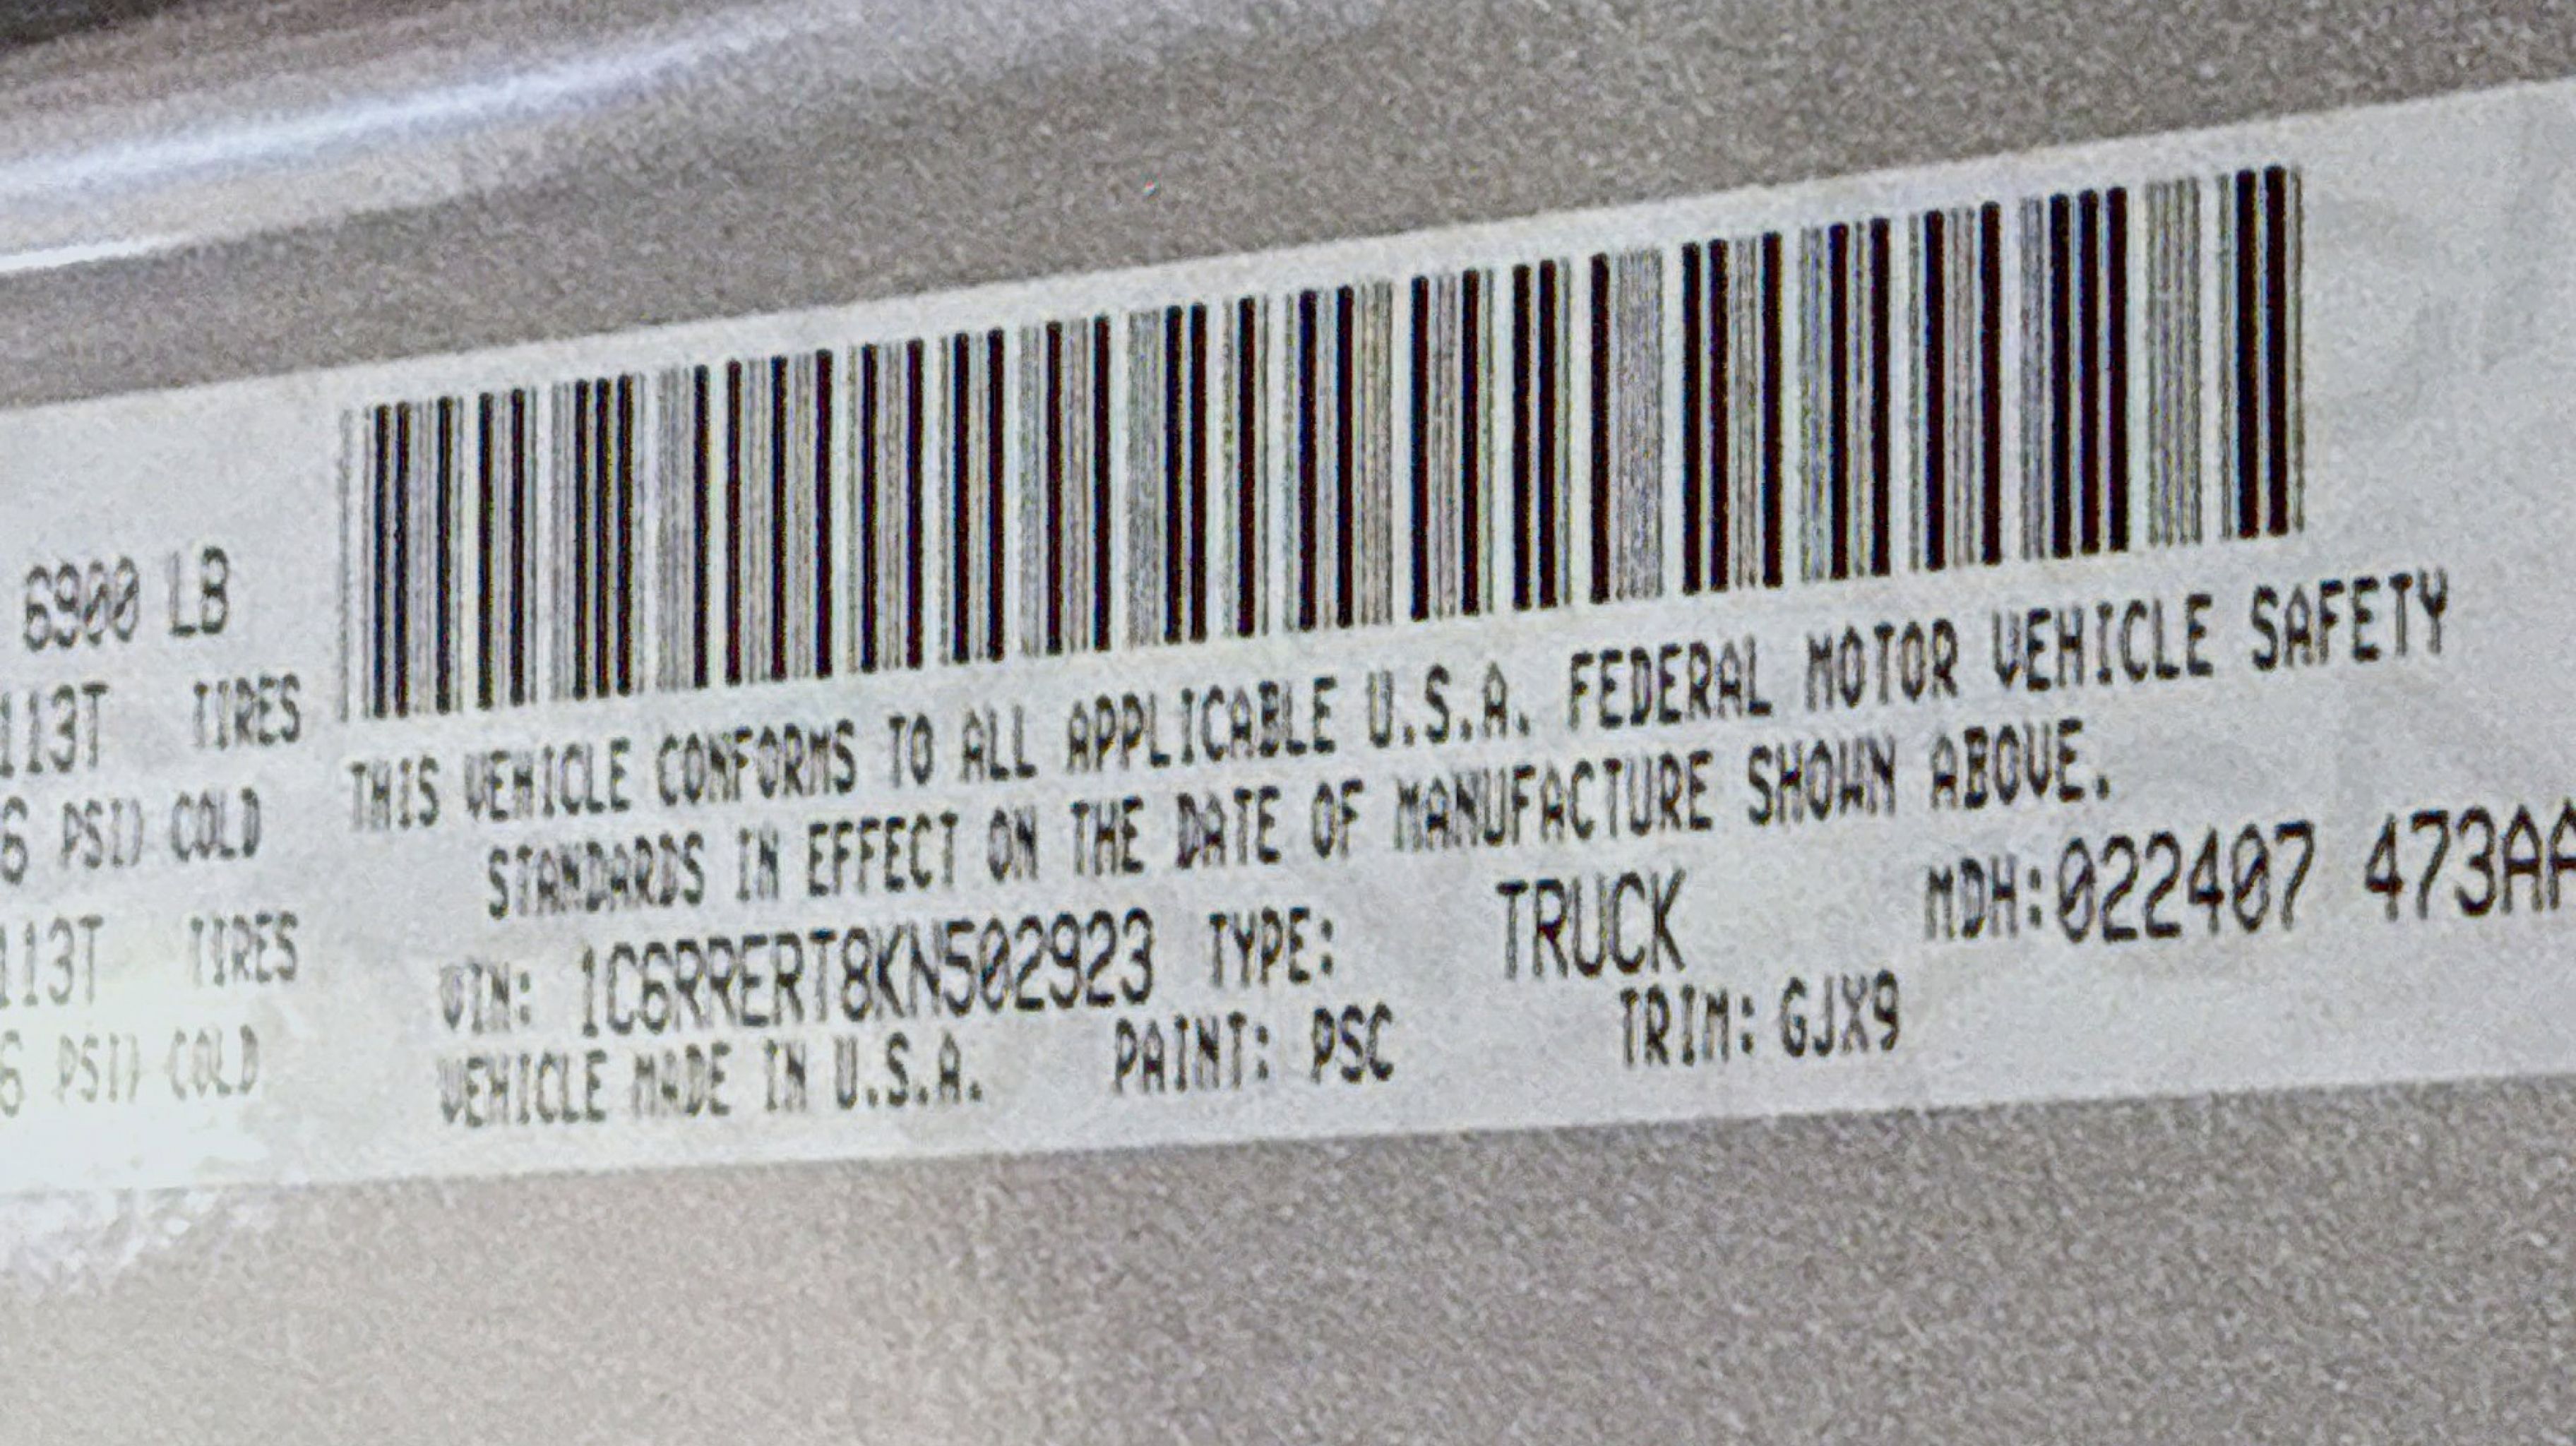 6900 LB
113T TIRES
6 PSI) COLD
113T TIRES
6 PSI) COLD
THIS VEHICLE CONFORMS TO ALL APPLICABLE U.S.A. FEDERAL MOTOR VEHICLE SAFETY
STANDARDS IN EFFECT ON THE DATE OF MANUFACTURE SHOWN ABOVE.
VIN: 1C6RRERT8KN502923 TYPE: TRUCK MDH:022407 473AA
VEHICLE MADE IN U.S.A. PAINT: PSC TRIM: GJX9